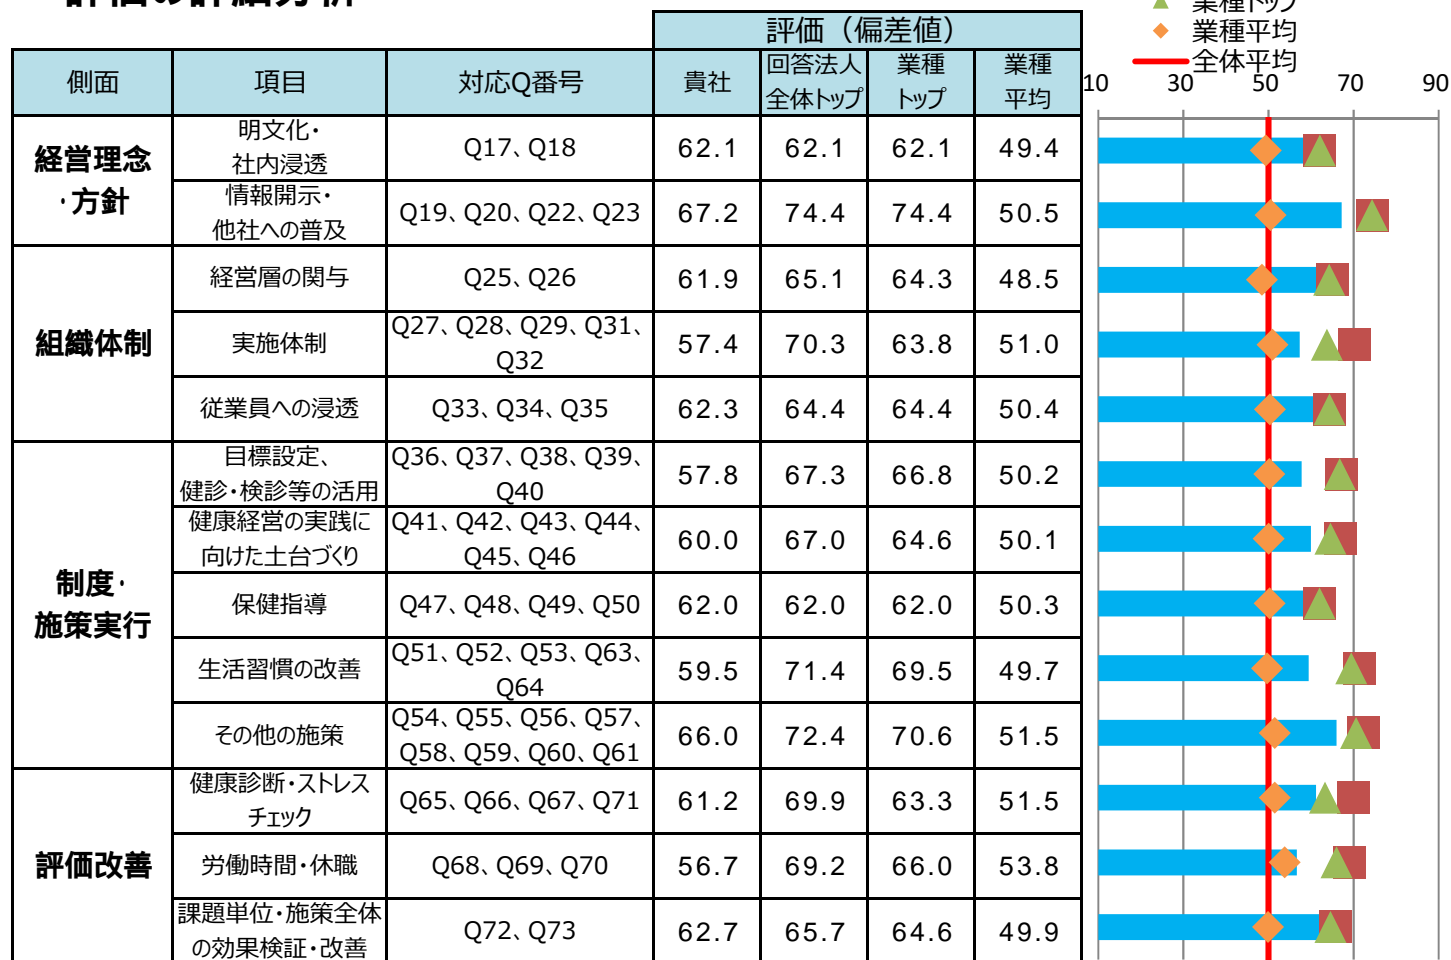 評価の詳細分析
業種トップ
業種平均
全体平均
評価（偏差値）
側面 項目 対応Q番号 貴社 回答法人 業種 業種
全体トップ トップ 平均
10 30 50 70 90
経営理念
・方針
明文化・
社内浸透
Q17、Q18 62.1 62.1 62.1 49.4
情報開示・
他社への普及
Q19、Q20、Q22、Q23 67.2 74.4 74.4 50.5
組織体制
経営層の関与 Q25、Q26 61.9 65.1 64.3 48.5
実施体制
Q27、Q28、Q29、Q31、
Q32
57.4 70.3 63.8 51.0
従業員への浸透 Q33、Q34、Q35 62.3 64.4 64.4 50.4
制度・
施策実行
目標設定、
健診・検診等の活用
Q36、Q37、Q38、Q39、
Q40
57.8 67.3 66.8 50.2
健康経営の実践に
向けた土台づくり
Q41、Q42、Q43、Q44、
Q45、Q46
60.0 67.0 64.6 50.1
保健指導 Q47、Q48、Q49、Q50 62.0 62.0 62.0 50.3
生活習慣の改善
Q51、Q52、Q53、Q63、
Q64
59.5 71.4 69.5 49.7
その他の施策
Q54、Q55、Q56、Q57、
Q58、Q59、Q60、Q61
66.0 72.4 70.6 51.5
評価改善
健康診断・ストレス
チェック
Q65、Q66、Q67、Q71 61.2 69.9 63.3 51.5
労働時間・休職 Q68、Q69、Q70 56.7 69.2 66.0 53.8
課題単位・施策全体
の効果検証・改善
Q72、Q73 62.7 65.7 64.6 49.9